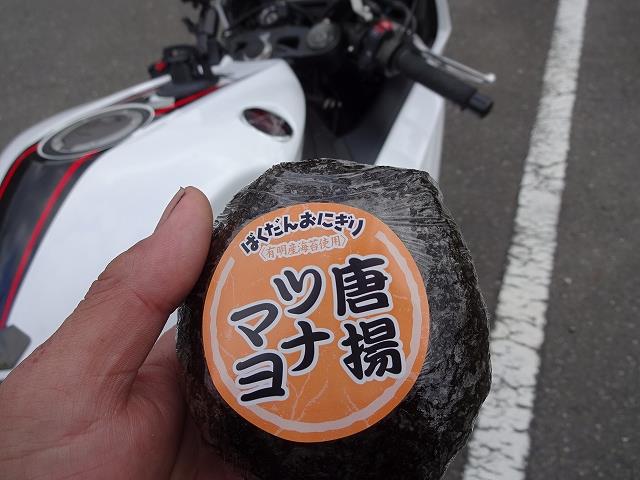 ばくだんおにぎり
〈有明産海苔使用〉
唐揚
ツナ
マヨ